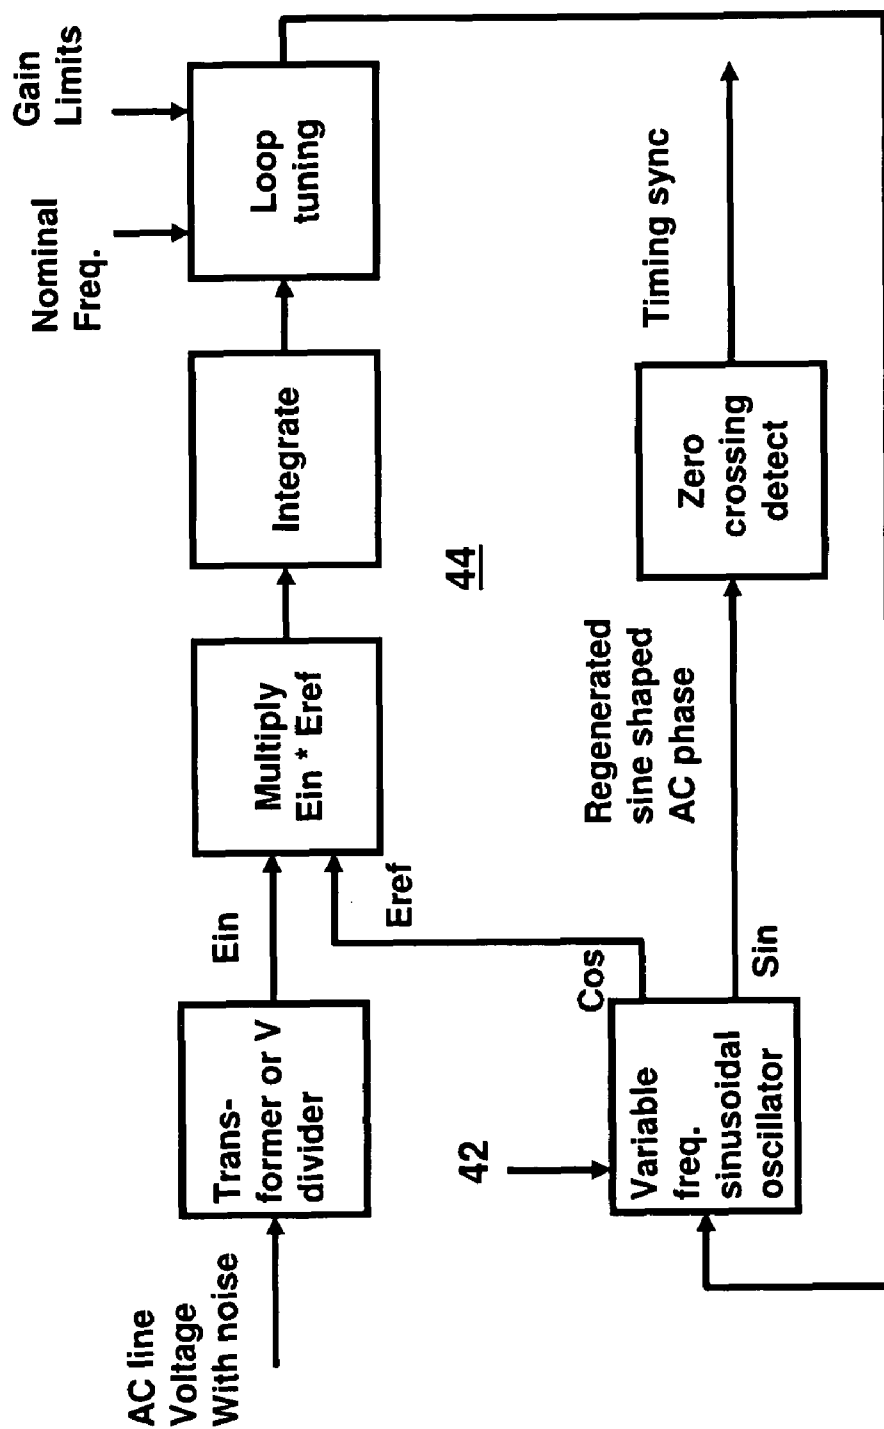 AC line
Voltage
With noise
Trans-
former or V
divider
Ein
Multiply
Ein * Eref
Eref
Integrate
Nominal
Freq.
Gain
Limits
Loop
tuning
44
42
Variable
freq.
sinusoidal
oscillator
Cos
Sin
Regenerated
sine shaped
AC phase
Zero
crossing
detect
Timing sync